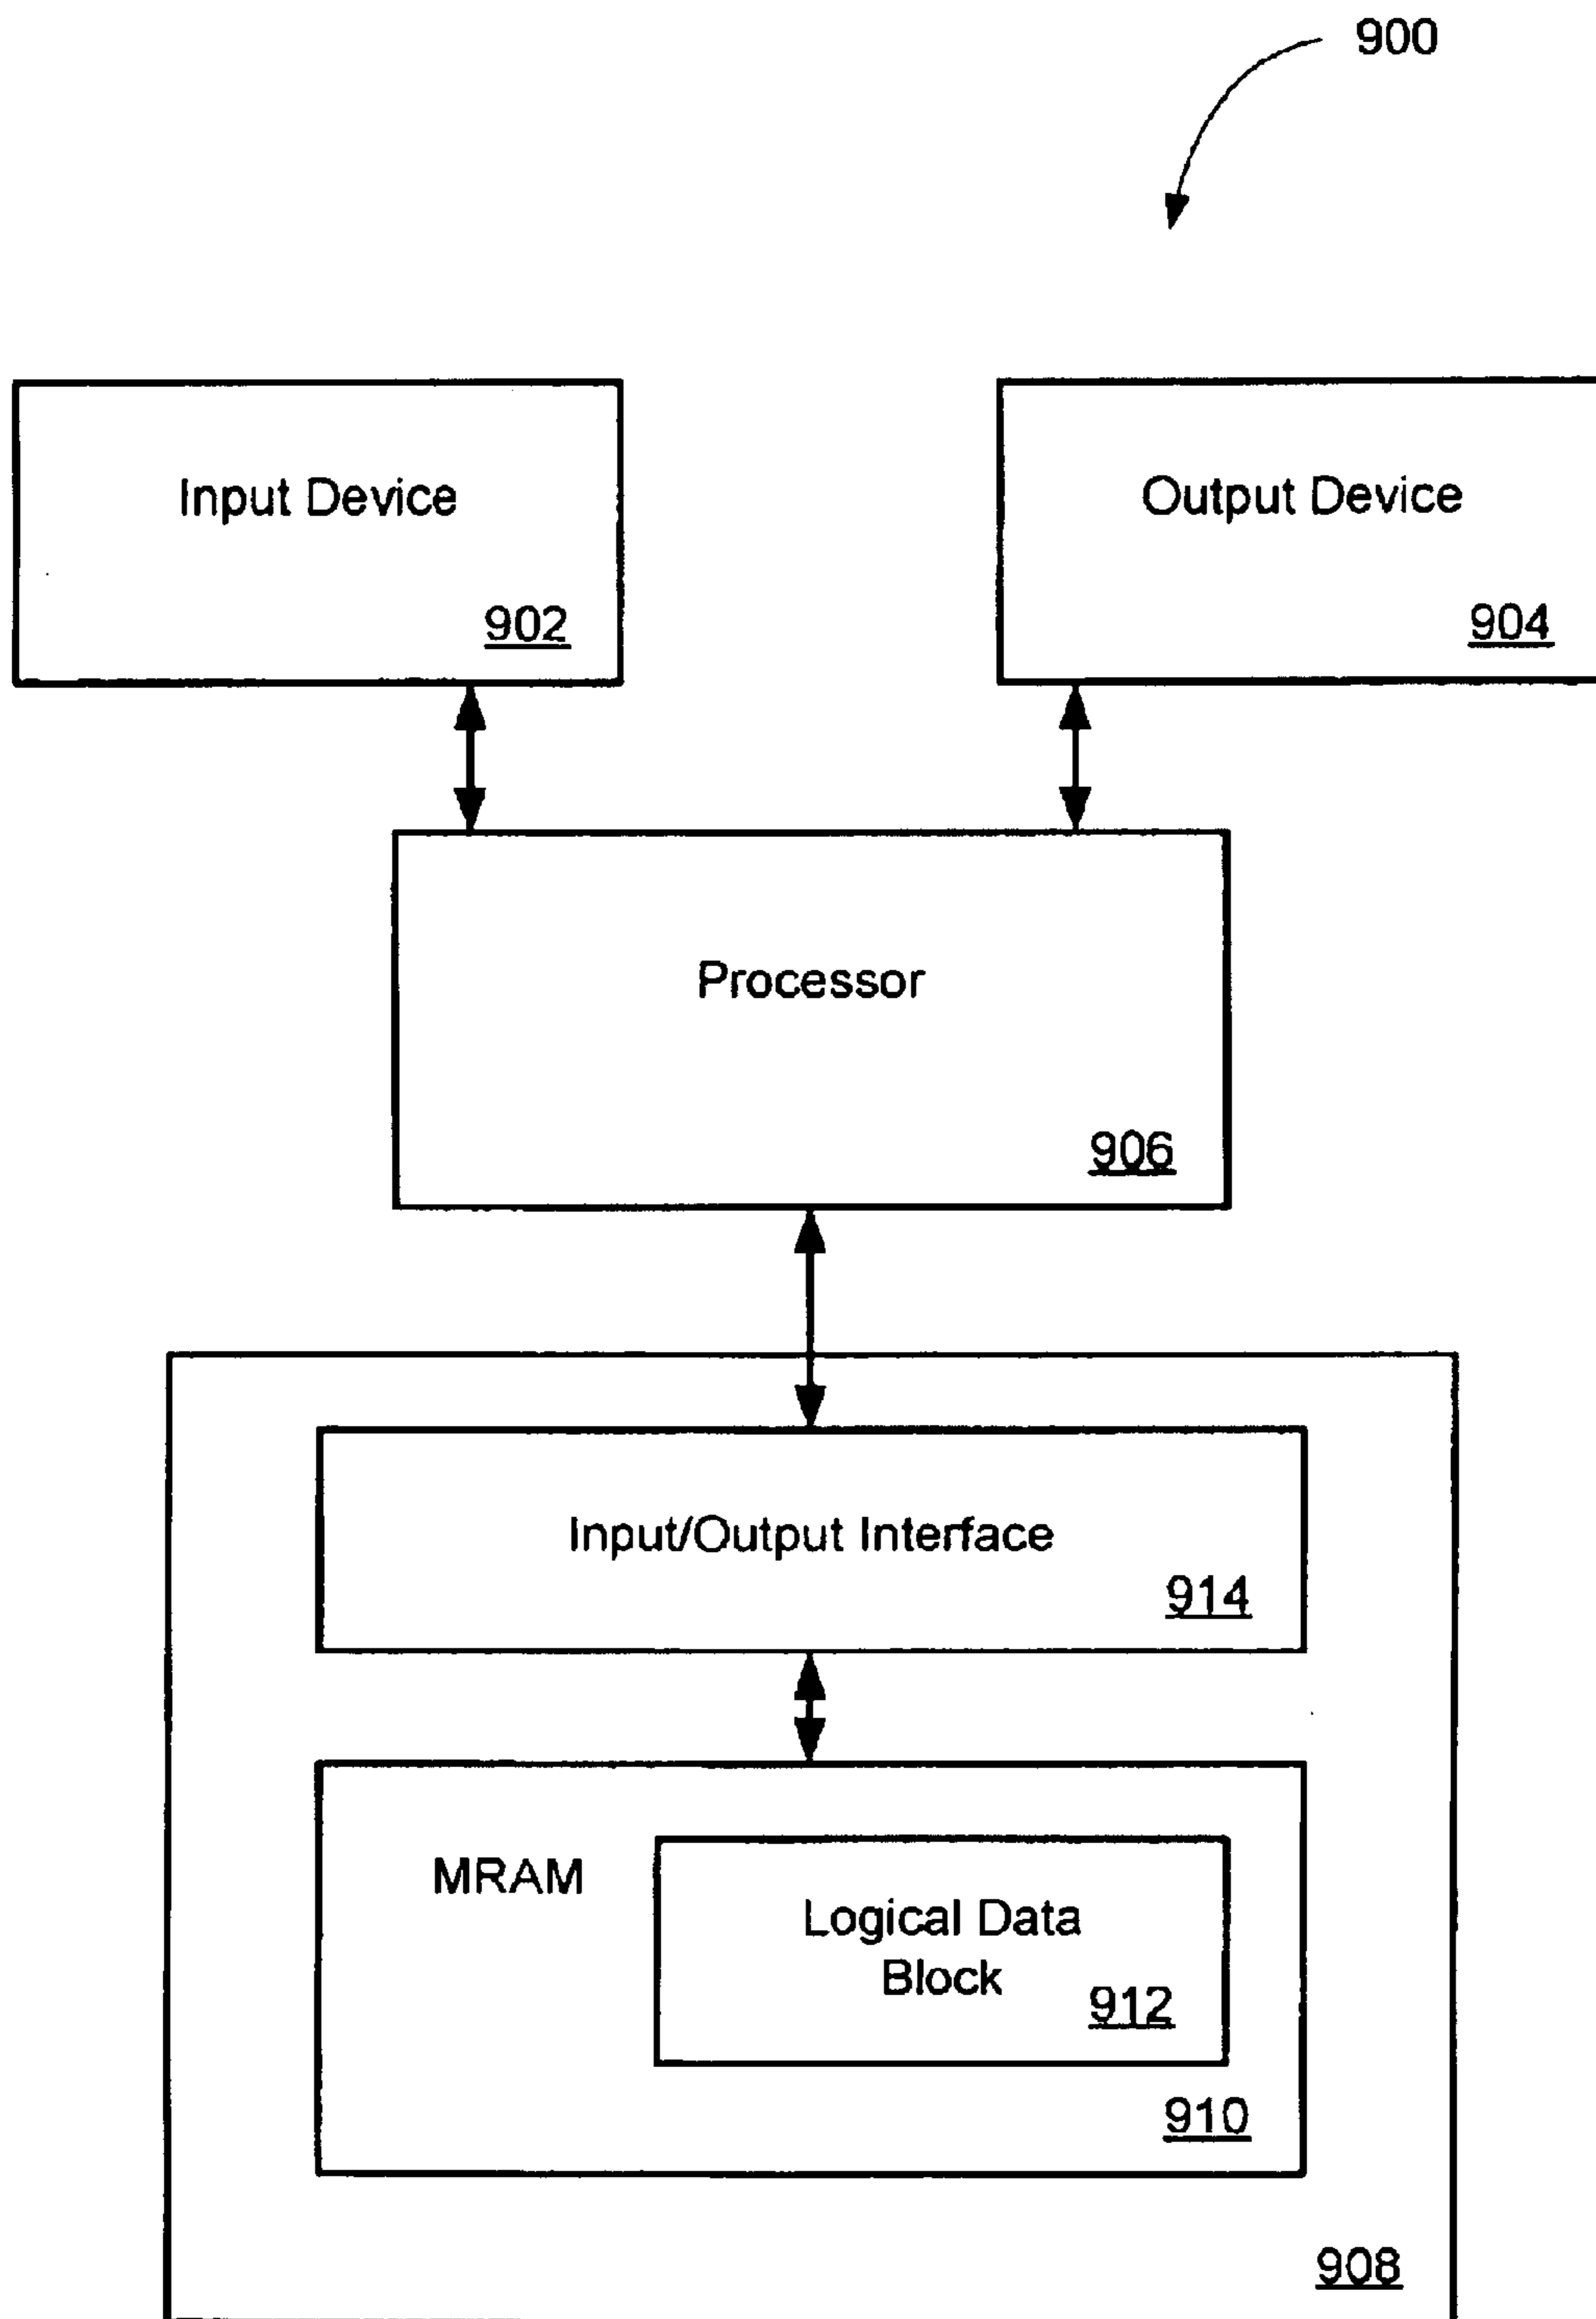 900
Input Device
902
Output Device
904
Processor
906
Input/Output Interface
914
MRAM
Logical Data
Block
912
910
908